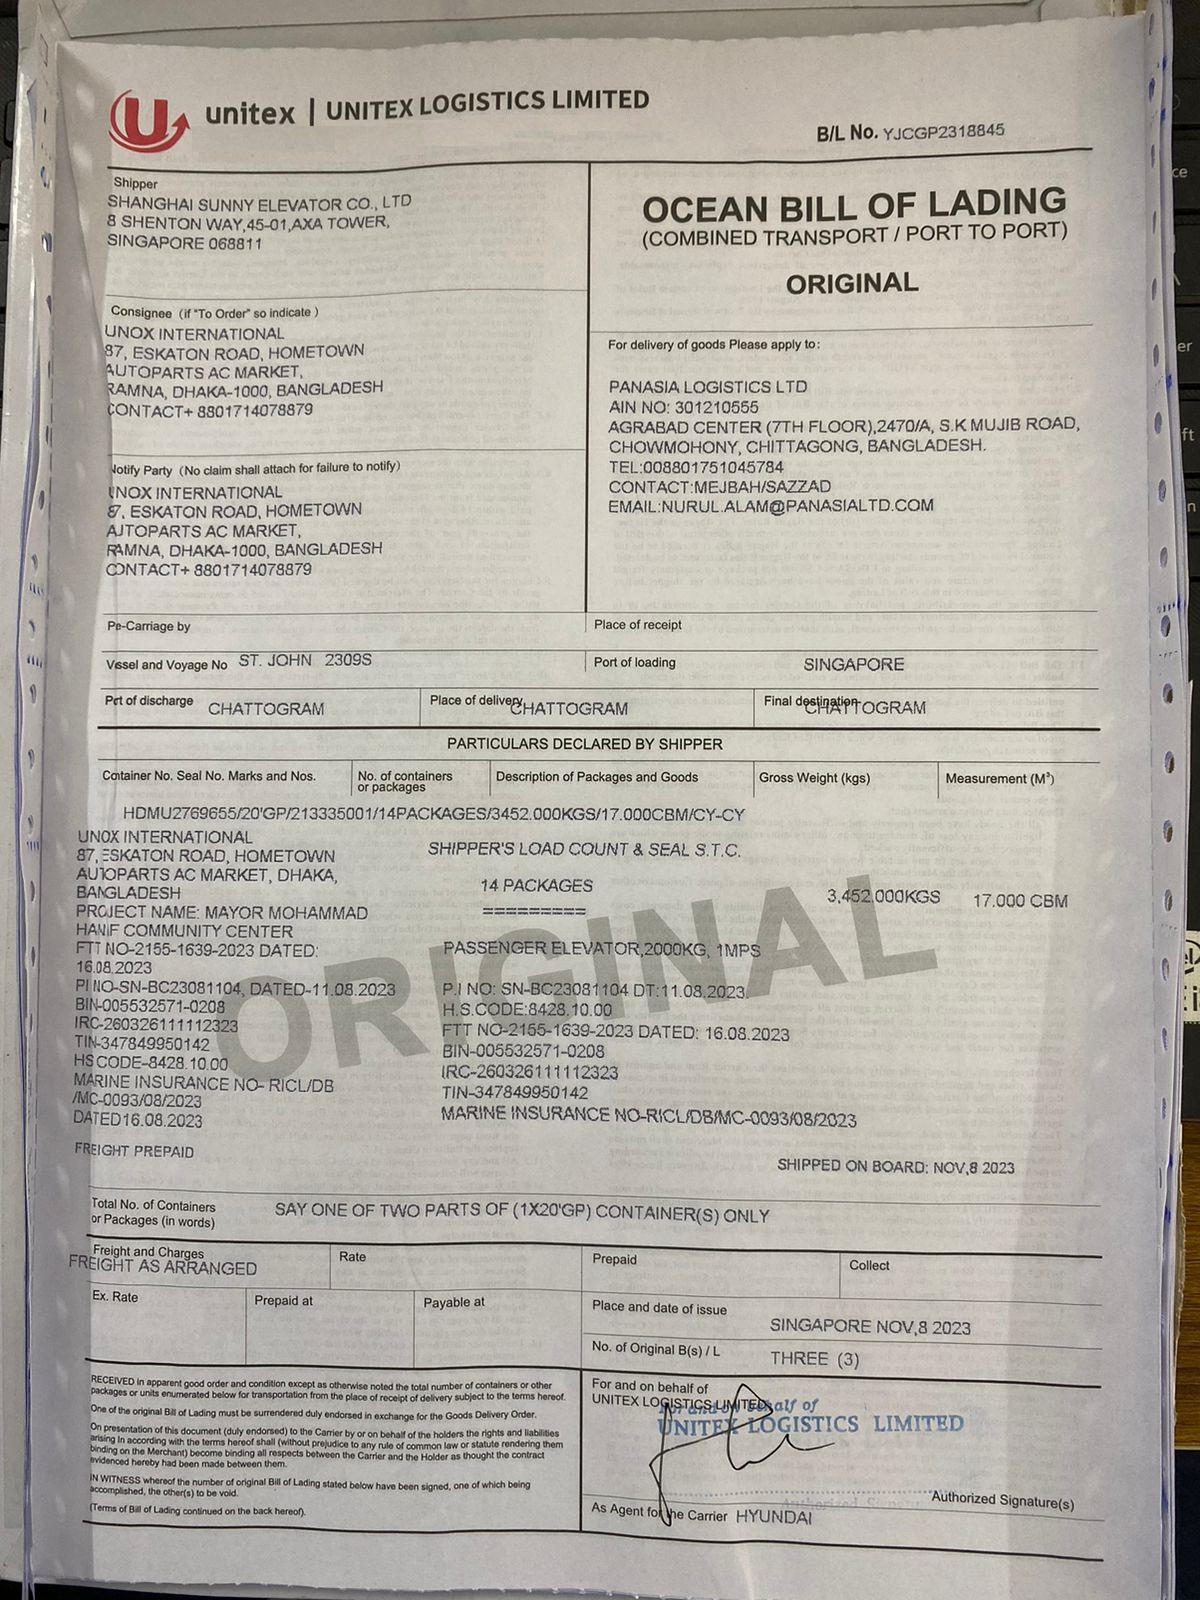 unitex | UNITEX LOGISTICS LIMITED
B/L No. YJCGP2318845
Shipper
SHANGHAI SUNNY ELEVATOR CO., LTD
8 SHENTON WAY,45-01,AXA TOWER,
SINGAPORE 068811
OCEAN BILL OF LADING
(COMBINED TRANSPORT / PORT TO PORT)
ORIGINAL
Consignee (if "To Order" so indicate )
UNOX INTERNATIONAL
87, ESKATON ROAD, HOMETOWN
AUTOPARTS AC MARKET,
RAMNA, DHAKA-1000, BANGLADESH
CONTACT+ 8801714078879
For delivery of goods Please apply to:
PANASIA LOGISTICS LTD
AIN NO: 301210555
AGRABAD CENTER (7TH FLOOR),2470/A, S.K MUJIB ROAD,
CHOWMOHONY, CHITTAGONG, BANGLADESH.
TEL:008801751045784
CONTACT:MEJBAH/SAZZAD
EMAIL:NURUL.ALAM@PANASIALTD.COM
Notify Party (No claim shall attach for failure to notify)
UNOX INTERNATIONAL
87, ESKATON ROAD, HOMETOWN
AUTOPARTS AC MARKET,
RAMNA, DHAKA-1000, BANGLADESH
CONTACT+ 8801714078879
Pe-Carriage by
Place of receipt
Vessel and Voyage No ST. JOHN 2309S
Port of loading SINGAPORE
Port of discharge CHATTOGRAM
Place of delivery CHATTOGRAM
Final destination CHATTOGRAM
PARTICULARS DECLARED BY SHIPPER
Container No. Seal No. Marks and Nos.
No. of containers
or packages
Description of Packages and Goods
Gross Weight (kgs)
Measurement (M³)
HDMU2769655/20'GP/213335001/14PACKAGES/3452.000KGS/17.000CBM/CY-CY
UNOX INTERNATIONAL
87, ESKATON ROAD, HOMETOWN
AUTOPARTS AC MARKET, DHAKA,
BANGLADESH
PROJECT NAME: MAYOR MOHAMMAD
HANIF COMMUNITY CENTER
FTT NO-2155-1639-2023 DATED:
16.08.2023
PI NO-SN-BC23081104, DATED-11.08.2023
BIN-005532571-0208
IRC-260326111112323
TIN-347849950142
HS CODE-8428.10.00
MARINE INSURANCE NO- RICL/DB
/MC-0093/08/2023
DATED16.08.2023
SHIPPER'S LOAD COUNT & SEAL S.T.C.
14 PACKAGES
=========
3,452.000KGS
17.000 CBM
PASSENGER ELEVATOR,2000KG, 1MPS
P.I NO: SN-BC23081104 DT:11.08.2023.
H.S.CODE:8428.10.00
FTT NO-2155-1639-2023 DATED: 16.08.2023
BIN-005532571-0208
IRC-260326111112323
TIN-347849950142
MARINE INSURANCE NO-RICL/DB/MC-0093/08/2023
ORIGINAL
FREIGHT PREPAID
SHIPPED ON BOARD: NOV,8 2023
Total No. of Containers
or Packages (in words)
SAY ONE OF TWO PARTS OF (1X20'GP) CONTAINER(S) ONLY
Freight and Charges
FREIGHT AS ARRANGED
Rate
Prepaid
Collect
Ex. Rate
Prepaid at
Payable at
Place and date of issue
SINGAPORE NOV,8 2023
No. of Original B(s) / L
THREE (3)
RECEIVED in apparent good order and condition except as otherwise noted the total number of containers or other
packages or units enumerated below for transportation from the place of receipt of delivery subject to the terms hereof.
One of the original Bill of Lading must be surrendered duly endorsed in exchange for the Goods Delivery Order.
On presentation of this document (duly endorsed) to the Carrier by or on behalf of the holders the rights and liabilities
arising In accordance with the terms hereof shall (without prejudice to any rule of common law or statute rendering them
binding on the Merchant) become binding all respects between the Carrier and the Holder as thought the contract
evidenced hereby had been made between them.
IN WITNESS whereof the number of original Bill of Lading stated below have been signed, one of which being
accomplished, the other(s) to be void.
(Terms of Bill of Lading continued on the back hereof).
For and on behalf of
UNITEX LOGISTICS LIMITED
For and on behalf of
UNITEX LOGISTICS LIMITED
Authorized Signature(s)
As Agent for the Carrier HYUNDAI